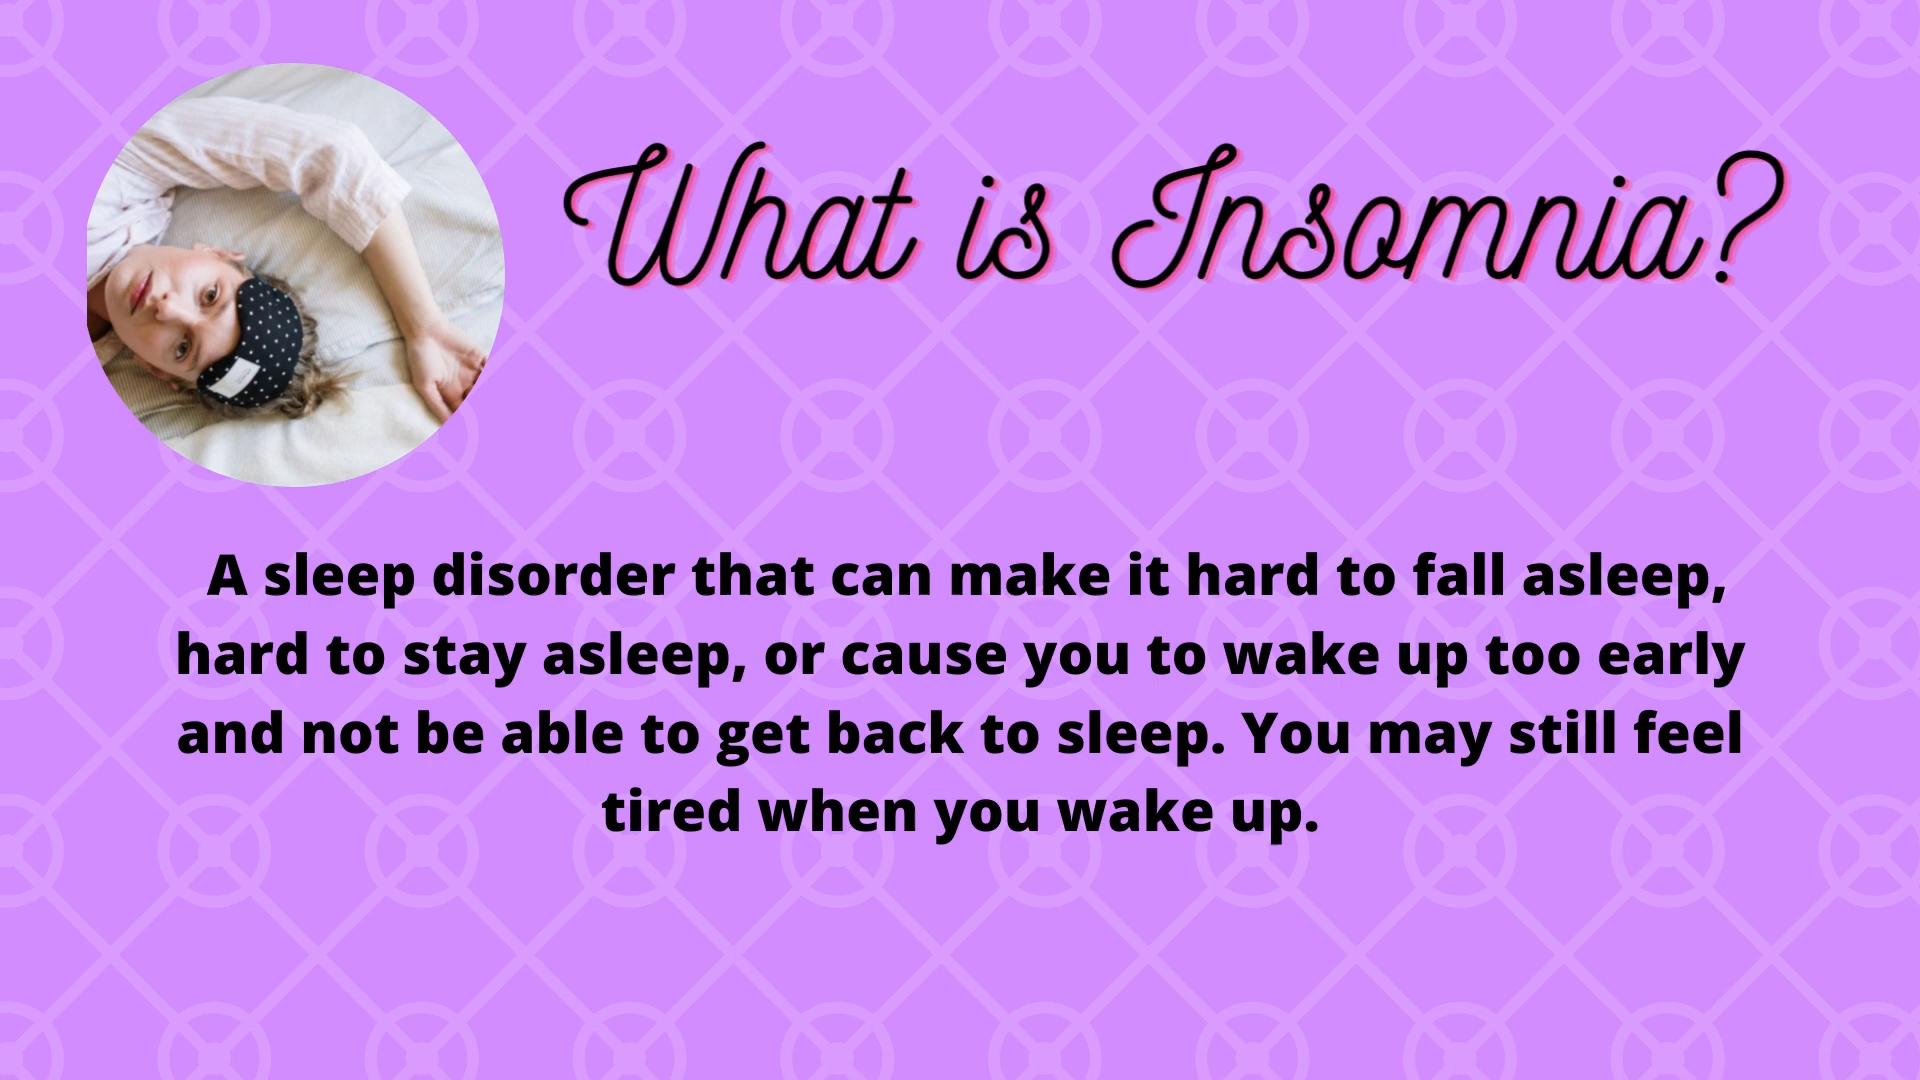 What is Insomnia?
A sleep disorder that can make it hard to fall asleep,
hard to stay asleep, or cause you to wake up too early
and not be able to get back to sleep. You may still feel
tired when you wake up.